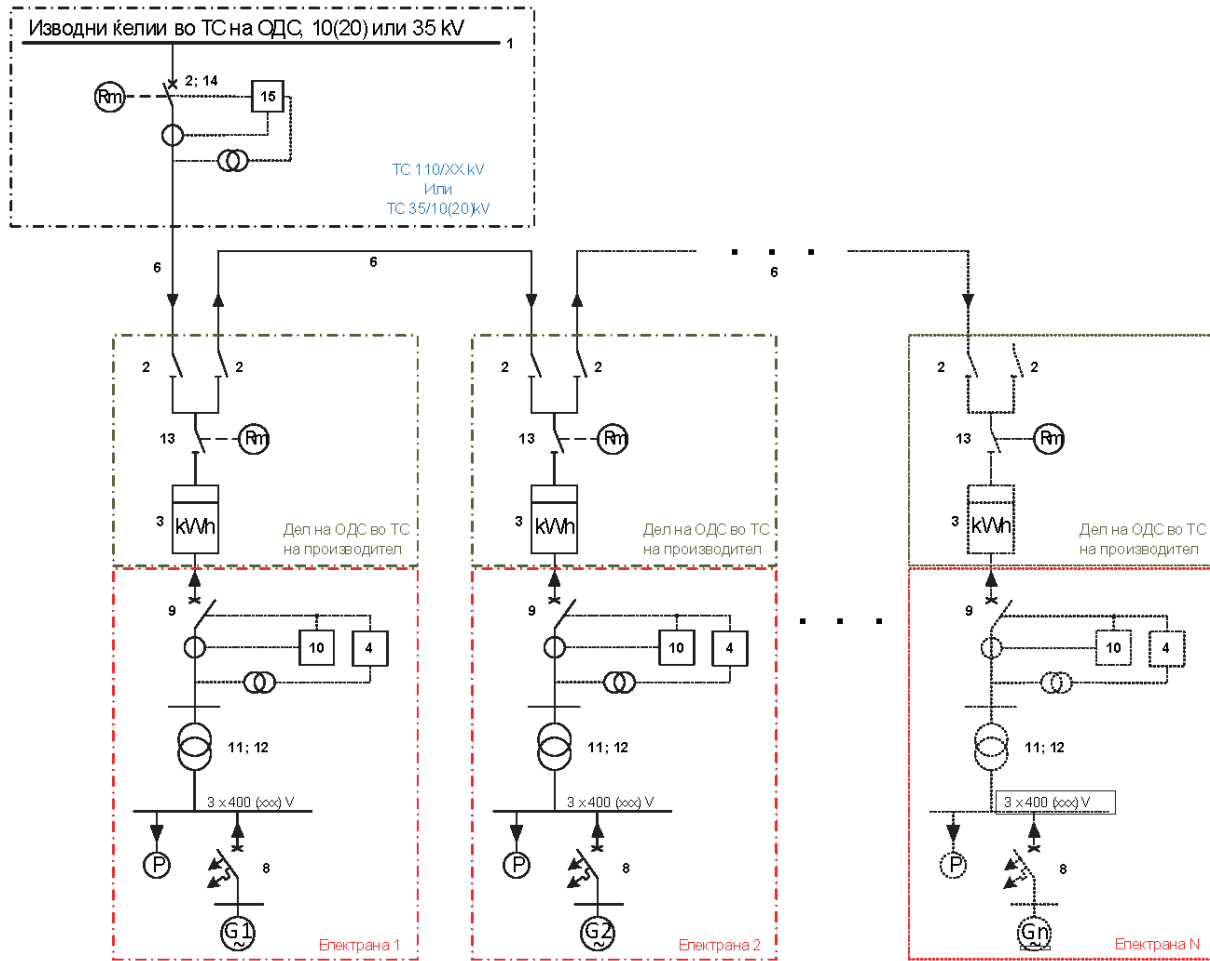 Изводни ќелии во ТС на ОДС, 10(20) или 35 kV
1
2; 14
Rm
15
ТС 110/XX kV
Или
ТС 35/10(20)kV
6
6
6
2
2
2
2
2
2
13
Rm
13
Rm
13
Rm
3
kWh
3
kWh
3
kWh
Дел на ОДС во ТС
на производител
Дел на ОДС во ТС
на производител
Дел на ОДС во ТС
на производител
9
10
4
9
10
4
9
10
4
11; 12
11; 12
11; 12
3 x 400 (xxx) V
3 x 400 (xxx) V
3 x 400 (xxx) V
P
8
P
8
P
8
G1
G2
Gn
Електрана 1
Електрана 2
Електрана N